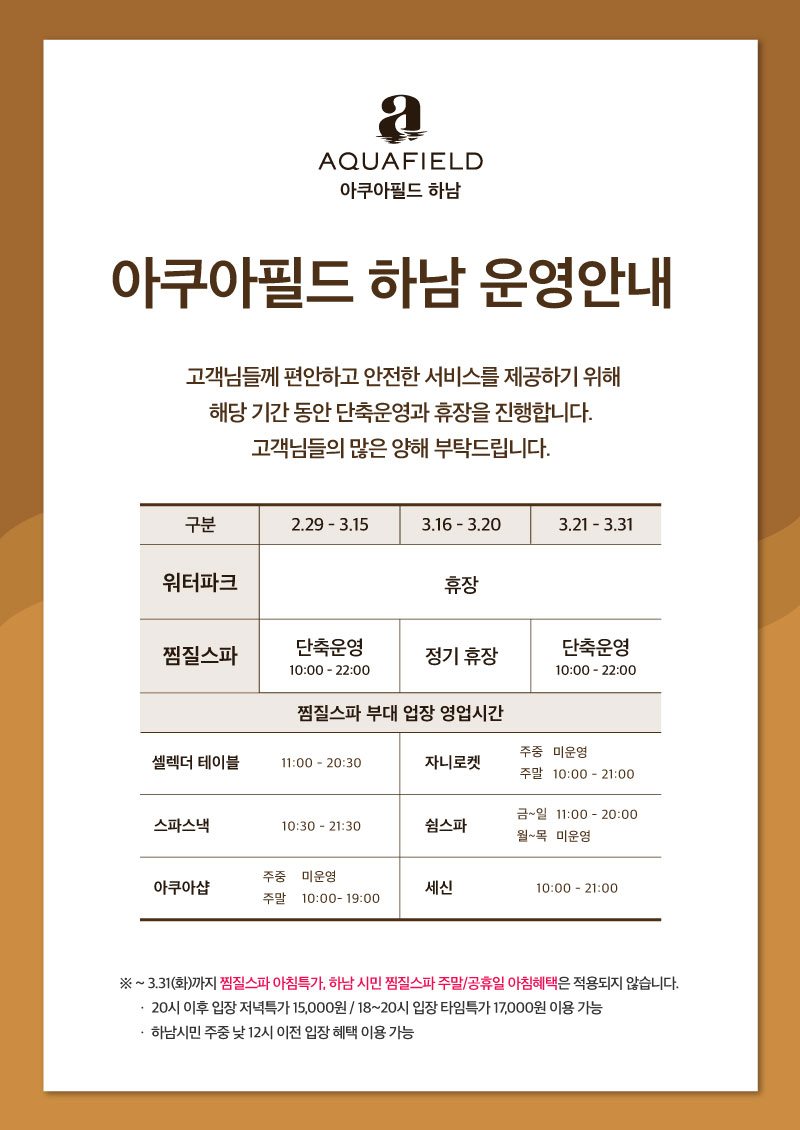 a
AQUAFIELD
아쿠아필드 하남
아쿠아필드 하남 운영안내
고객님들께 편안하고 안전한 서비스를 제공하기 위해
해당 기간 동안 단축운영과 휴장을 진행합니다.
고객님들의 많은 양해 부탁드립니다.
구분 2.29 - 3.15 3.16 - 3.20 3.21 - 3.31
워터파크 휴장
찜질스파 단축운영 10:00 - 22:00 정기 휴장 단축운영 10:00 - 22:00
찜질스파 부대 업장 영업시간
셀렉더 테이블 11:00 - 20:30
자니로켓 주중 미운영
주말 10:00 - 21:00
스파스낵 10:30 - 21:30
쉼스파 금~일 11:00 - 20:00
월~목 미운영
아쿠아샵 주중 미운영
주말 10:00- 19:00
세신 10:00 - 21:00
※ ~ 3.31(화)까지 찜질스파 아침특가, 하남 시민 찜질스파 주말/공휴일 아침혜택은 적용되지 않습니다.
· 20시 이후 입장 저녁특가 15,000원 / 18~20시 입장 타임특가 17,000원 이용 가능
· 하남시민 주중 낮 12시 이전 입장 혜택 이용 가능